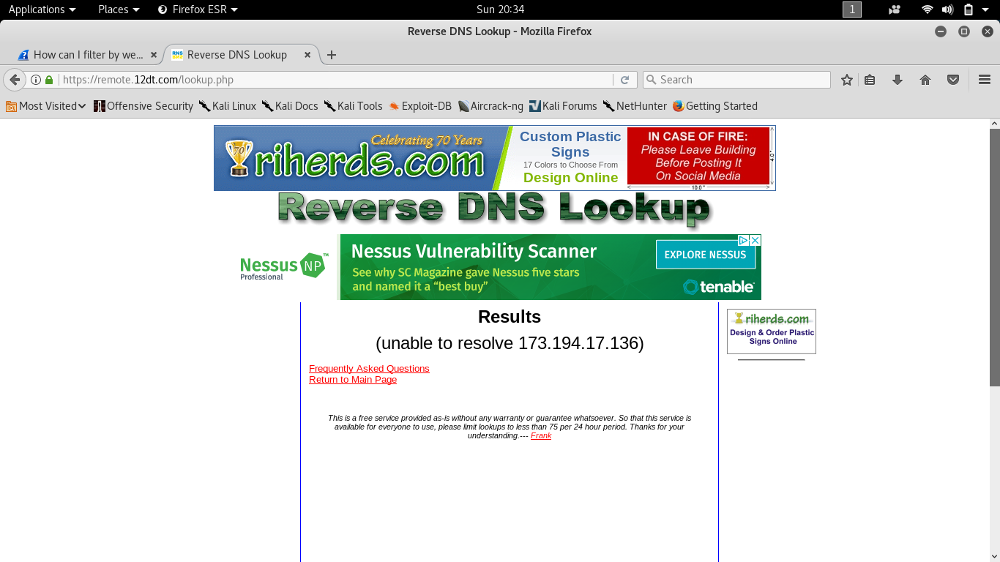 Applications Places Firefox ESR Sun 20:34 1
Reverse DNS Lookup - Mozilla Firefox
How can I filter by we... Reverse DNS Lookup
https://remote.12dt.com/lookup.php Search
Most Visited Offensive Security Kali Linux Kali Docs Kali Tools Exploit-DB Aircrack-ng Kali Forums NetHunter Getting Started
Celebrating 70 Years
70
riherds.com
Custom Plastic
Signs
17 Colors to Choose From
Design Online
IN CASE OF FIRE:
Please Leave Building
Before Posting It
On Social Media
4.0 "
10.0 "
Reverse DNS Lookup
Nessus NP™
Professional
Nessus Vulnerability Scanner
See why SC Magazine gave Nessus five stars
and named it a “best buy”
EXPLORE NESSUS
tenable
Results
(unable to resolve 173.194.17.136)
Frequently Asked Questions
Return to Main Page
riherds.com
Design & Order Plastic
Signs Online
This is a free service provided as-is without any warranty or guarantee whatsoever. So that this service is
available for everyone to use, please limit lookups to less than 75 per 24 hour period. Thanks for your
understanding.--- Frank